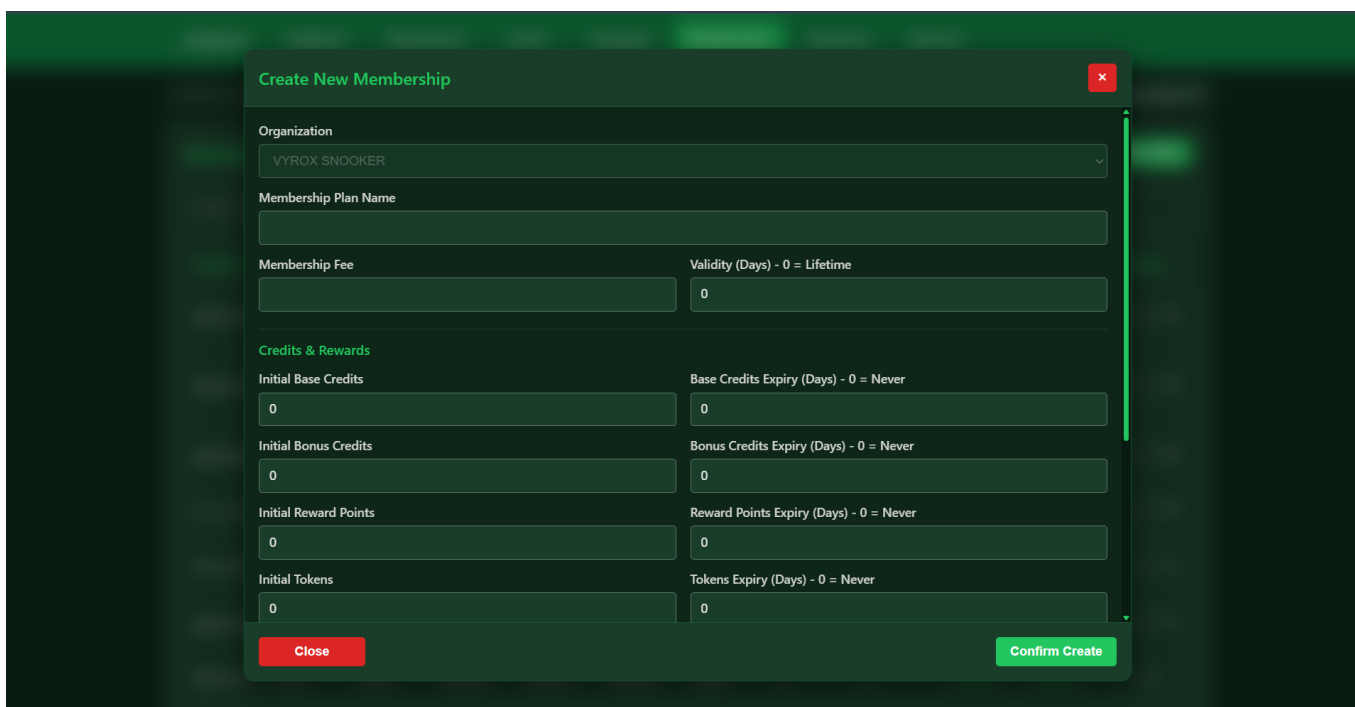 Create New Membership
×
Organization
VYROX SNOOKER
Membership Plan Name
Membership Fee
Validity (Days) - 0 = Lifetime
0
Credits & Rewards
Initial Base Credits
Base Credits Expiry (Days) - 0 = Never
0
0
Initial Bonus Credits
Bonus Credits Expiry (Days) - 0 = Never
0
0
Initial Reward Points
Reward Points Expiry (Days) - 0 = Never
0
0
Initial Tokens
Tokens Expiry (Days) - 0 = Never
0
0
Close
Confirm Create